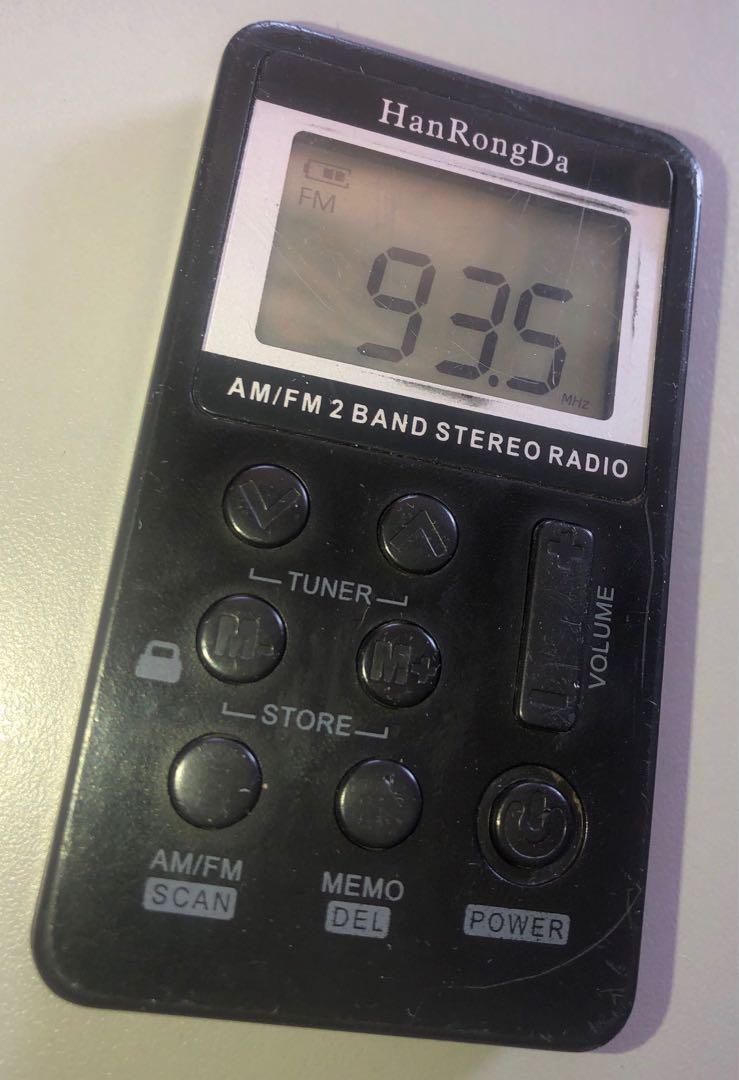 HanRongDa
FM
93.5
MHz
AM/FM 2 BAND STEREO RADIO
TUNER
M-
M+
VOLUME
STORE
AM/FM
SCAN
MEMO
DEL
POWER